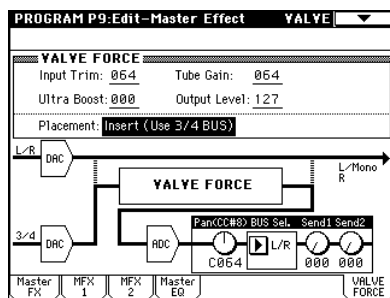 PROGRAM P9:Edit-Master Effect VALVE
VALVE FORCE
Input Trim: 064 Tube Gain: 064
Ultra Boost: 000 Output Level: 127
Placement: Insert (Use 3/4 BUS)
L/R DAC L/Mono
R
VALVE FORCE
Pan(CC#8) BUS Sel. Send1 Send2
3/4 DAC ADC L/R
C064 000 000
Master FX MFX 1 MFX 2 Master EQ VALVE FORCE